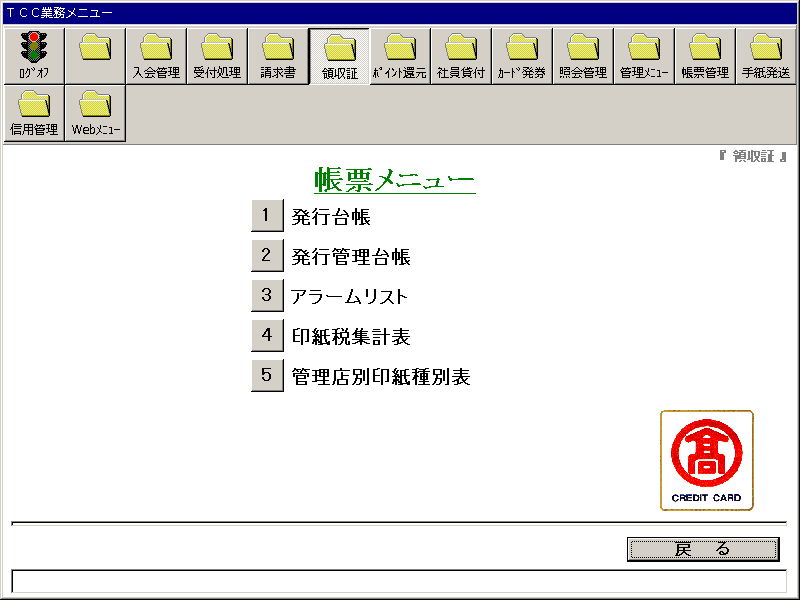 ＴＣＣ業務メニュー
ﾛｸﾞｵﾌ
入会管理
受付処理
請求書
領収証
ﾎﾟｲﾝﾄ還元
社員貸付
ｶｰﾄﾞ発券
照会管理
管理ﾒﾆｭｰ
帳票管理
手紙発送
信用管理
Webﾒﾆｭｰ
『 領収証 』
帳票メニュー
1 発行台帳
2 発行管理台帳
3 アラームリスト
4 印紙税集計表
5 管理店別印紙種別表
髙
CREDIT CARD
戻 る